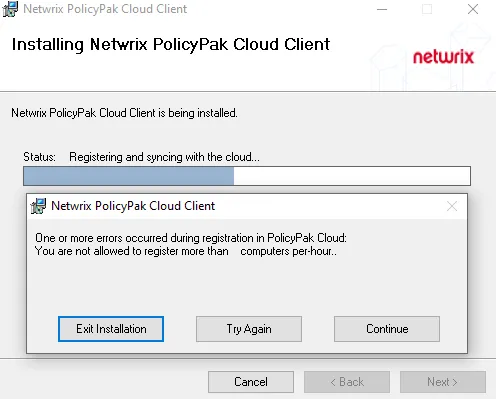 Netwrix PolicyPak Cloud Client
Installing Netwrix PolicyPak Cloud Client
netwrix
Netwrix PolicyPak Cloud Client is being installed.
Status: Registering and syncing with the cloud...
Netwrix PolicyPak Cloud Client
One or more errors occurred during registration in PolicyPak Cloud:
You are not allowed to register more than computers per-hour..
Exit Installation Try Again Continue
Cancel < Back Next >